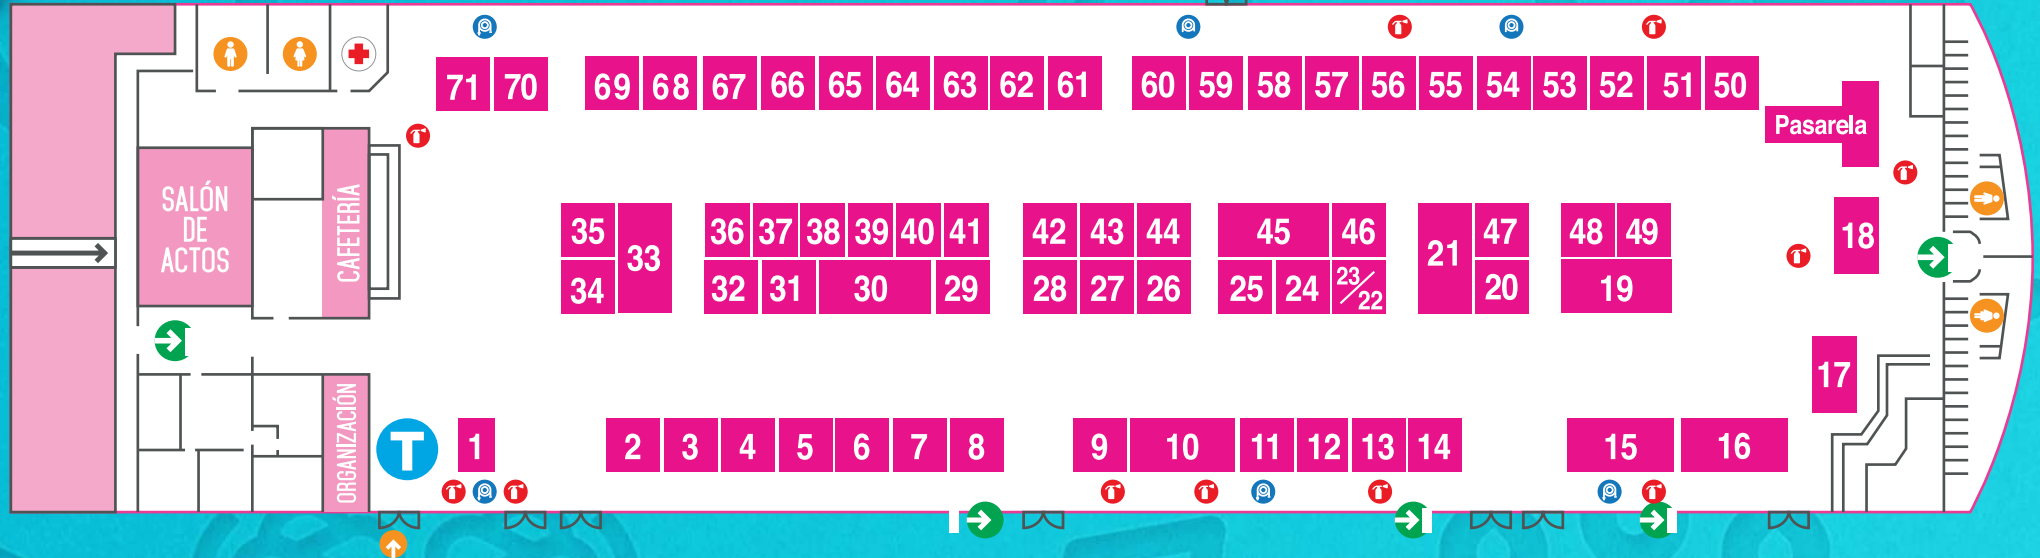 71 70 69 68 67 66 65 64 63 62 61 60 59 58 57 56 55 54 53 52 51 50
Pasarela
SALÓN
DE
ACTOS
CAFETERÍA
35 33 36 37 38 39 40 41 42 43 44 45 46 21 47 48 49 18
34 32 31 30 29 28 27 26 25 24 23/22 20 19
17
ORGANIZACIÓN
T
1 2 3 4 5 6 7 8 9 10 11 12 13 14 15 16